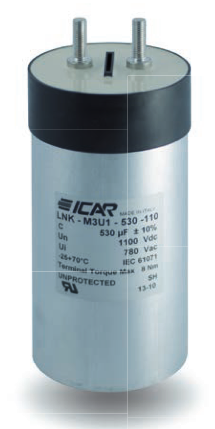 ICAR MADE IN ITALY
LNK - M3U1 - 530 -110
C 530 µF ± 10%
Un 1100 Vdc
Ui 780 Vac
-25+70°C IEC 61071
Terminal Torque Max 8 Nm
UNPROTECTED SH
13-10